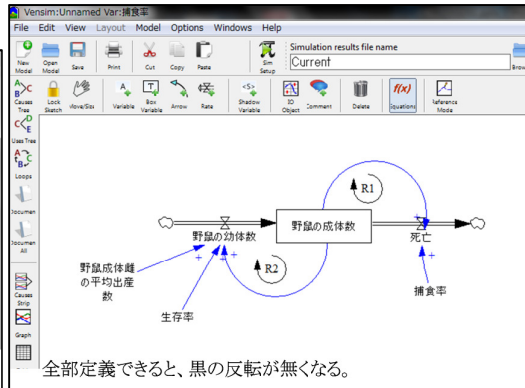 Vensim:Unnamed Var:捕食率
File Edit View Layout Model Options Windows Help
New Model
Open Model
Save
Print
Cut
Copy
Paste
Sim Setup
Simulation results file name
Current
Brow
Causes Tree
Lock Sketch
Move/Size
Variable
Box Variable
Arrow
Rate
Shadow Variable
IO Object
Comment
Delete
Equations
Reference Mode
Uses Tree
Loops
Documen
Documen All
Causes Strip
Graph
R1
野鼠の幼体数
野鼠の成体数
死亡
R2
野鼠成体雌
の平均出産
数
生存率
捕食率
全部定義できると、黒の反転が無くなる。